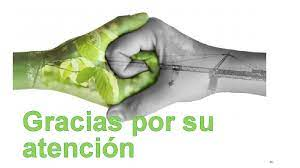 Gracias por su
atención